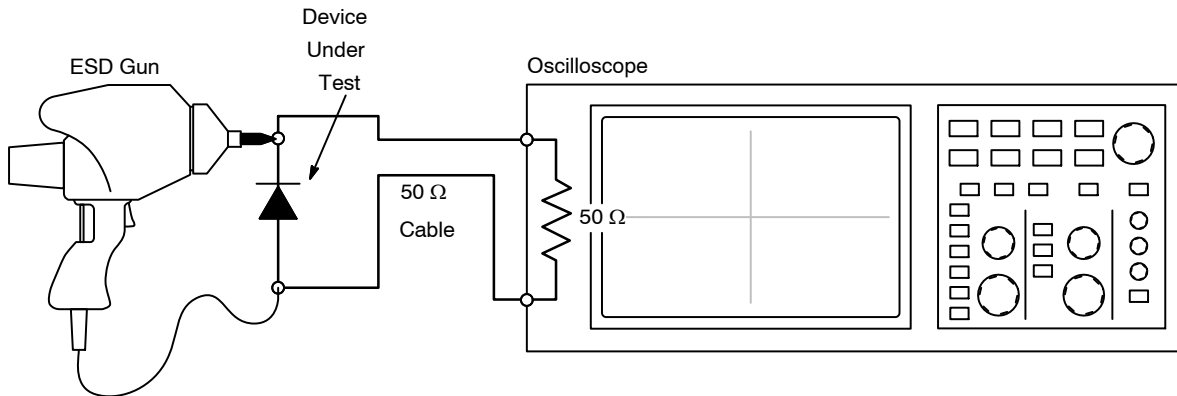 Device
Under
Test
ESD Gun
Oscilloscope
50 Ω
Cable
50 Ω